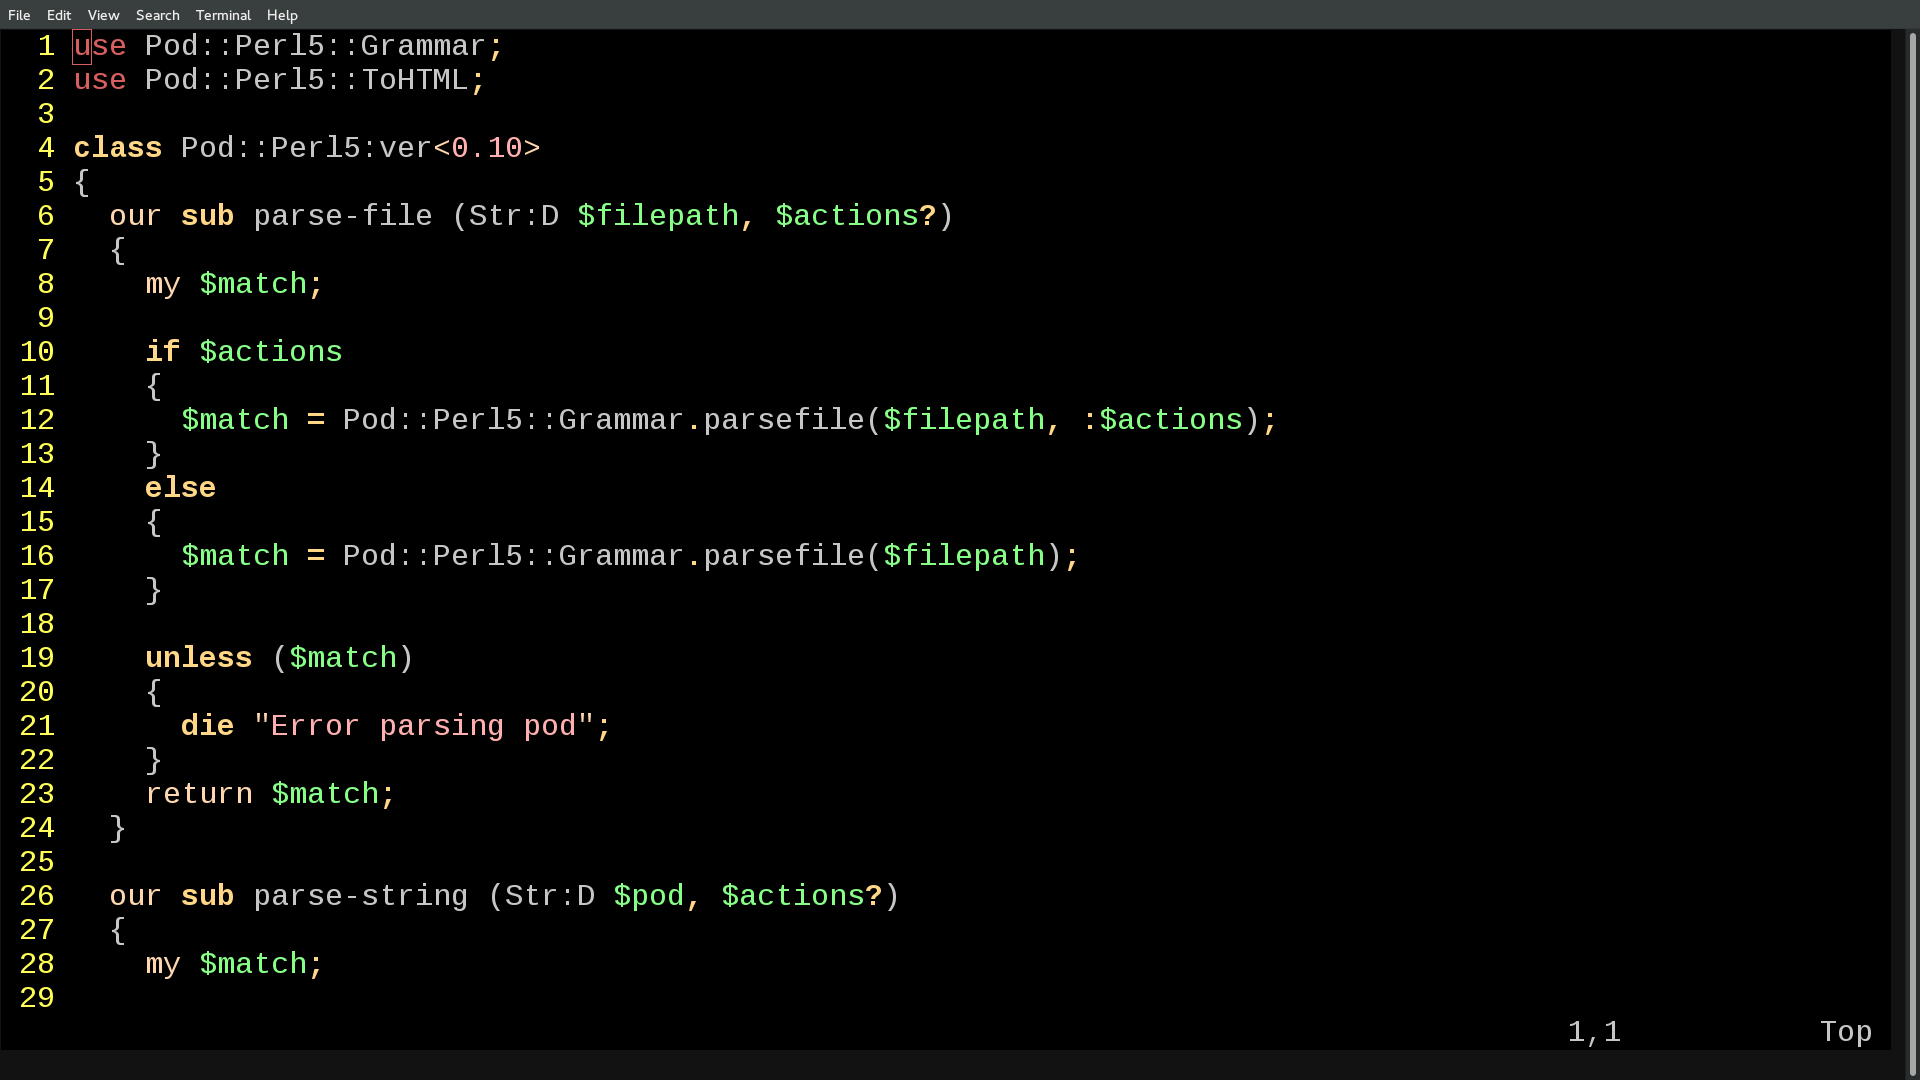 File Edit View Search Terminal Help
1 use Pod::Perl5::Grammar;
2 use Pod::Perl5::ToHTML;
3
4 class Pod::Perl5:ver<0.10>
5 {
6   our sub parse-file (Str:D $filepath, $actions?)
7   {
8     my $match;
9
10     if $actions
11     {
12       $match = Pod::Perl5::Grammar.parsefile($filepath, :$actions);
13     }
14     else
15     {
16       $match = Pod::Perl5::Grammar.parsefile($filepath);
17     }
18
19     unless ($match)
20     {
21       die "Error parsing pod";
22     }
23     return $match;
24   }
25
26   our sub parse-string (Str:D $pod, $actions?)
27   {
28     my $match;
29
1,1 Top